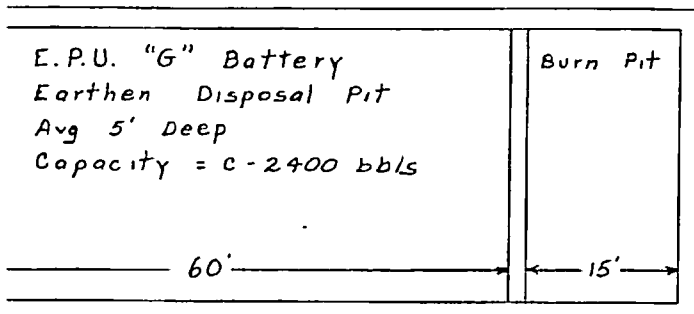 E.P.U. "G" Battery
Earthen Disposal Pit
Avg 5' Deep
Capacity = c-2400 bbls
Burn Pit
60'
15'